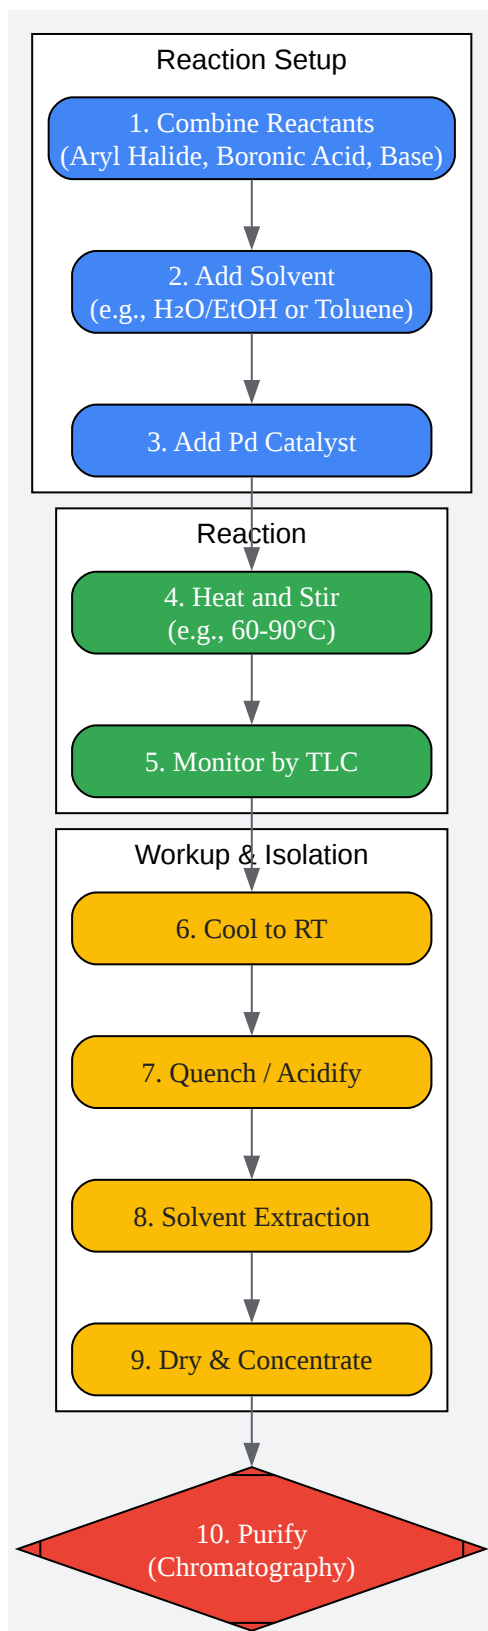 Reaction Setup
1. Combine Reactants
(Aryl Halide, Boronic Acid, Base)
2. Add Solvent
(e.g., H₂O/EtOH or Toluene)
3. Add Pd Catalyst
Reaction
4. Heat and Stir
(e.g., 60-90°C)
5. Monitor by TLC
Workup & Isolation
6. Cool to RT
7. Quench / Acidify
8. Solvent Extraction
9. Dry & Concentrate
10. Purify
(Chromatography)